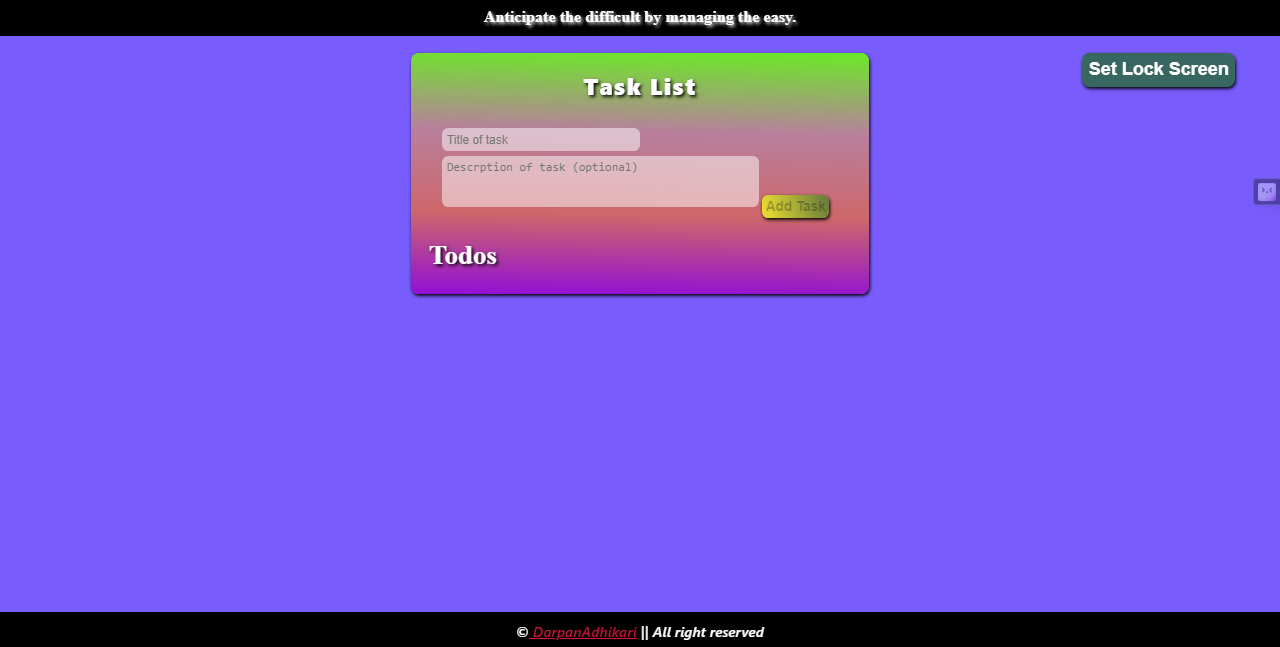 Anticipate the difficult by managing the easy.
Set Lock Screen
Task List
Title of task
Descrption of task (optional)
Add Task
Todos
© DarpanAdhikari || All right reserved